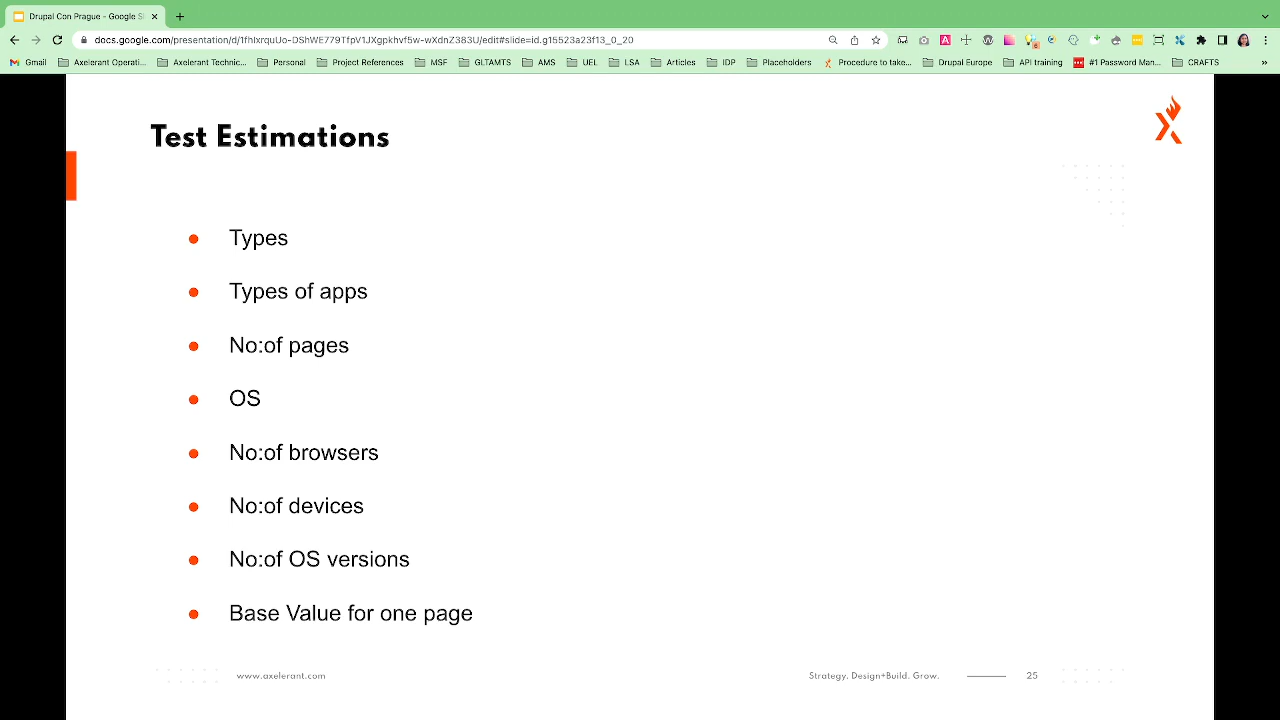 Drupal Con Prague - Google Sl
docs.google.com/presentation/d/1fhIxrquUo-DShWE779TfpV1JXgpkhvf5w-wXdnZ383U/edit#slide=id.g15523a23f13_0_20
Gmail Axelerant Operati... Axelerant Technic... Personal Project References MSF GLTAMTS AMS UEL LSA Articles IDP Placeholders Procedure to take... Drupal Europe API training #1 Password Man... CRAFTS »
Test Estimations
Types
Types of apps
No:of pages
OS
No:of browsers
No:of devices
No:of OS versions
Base Value for one page
www.axelerant.com Strategy. Design+Build. Grow. 25